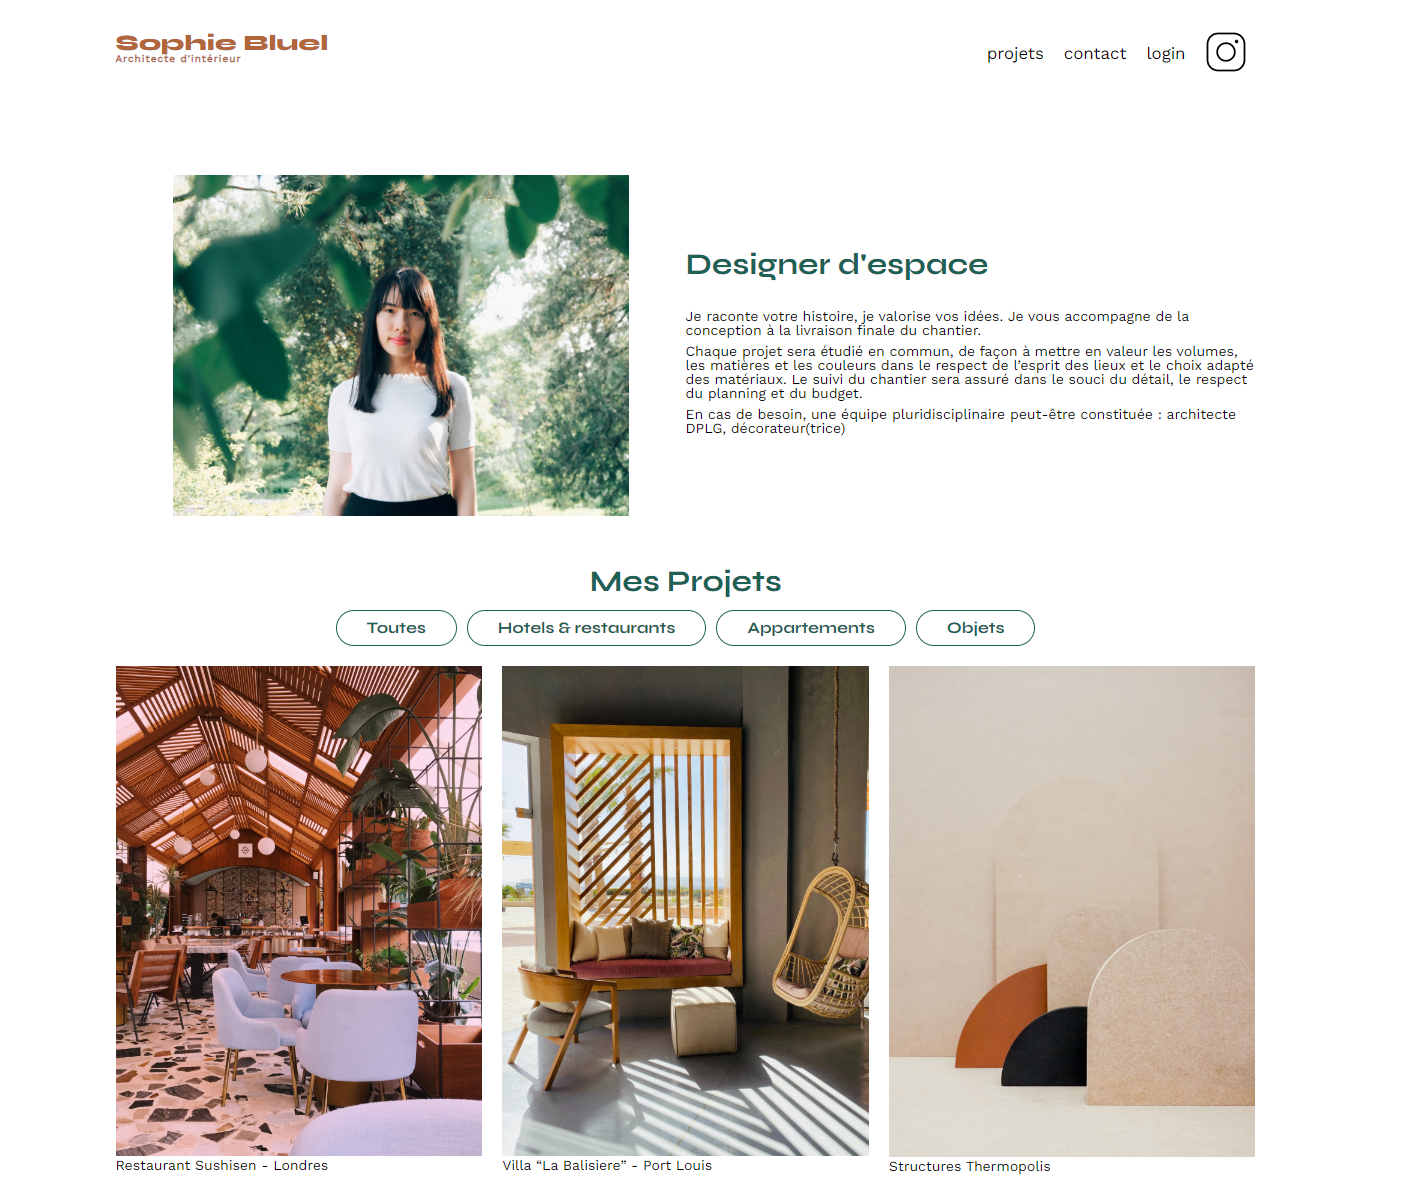 Sophie Bluel
Architecte d'intérieur
projets contact login
Designer d'espace
Je raconte votre histoire, je valorise vos idées. Je vous accompagne de la
conception à la livraison finale du chantier.
Chaque projet sera étudié en commun, de façon à mettre en valeur les volumes,
les matières et les couleurs dans le respect de l’esprit des lieux et le choix adapté
des matériaux. Le suivi du chantier sera assuré dans le souci du détail, le respect
du planning et du budget.
En cas de besoin, une équipe pluridisciplinaire peut-être constituée : architecte
DPLG, décorateur(trice)
Mes Projets
Toutes Hotels & restaurants Appartements Objets
Restaurant Sushisen - Londres
Villa “La Balisiere” - Port Louis
Structures Thermopolis